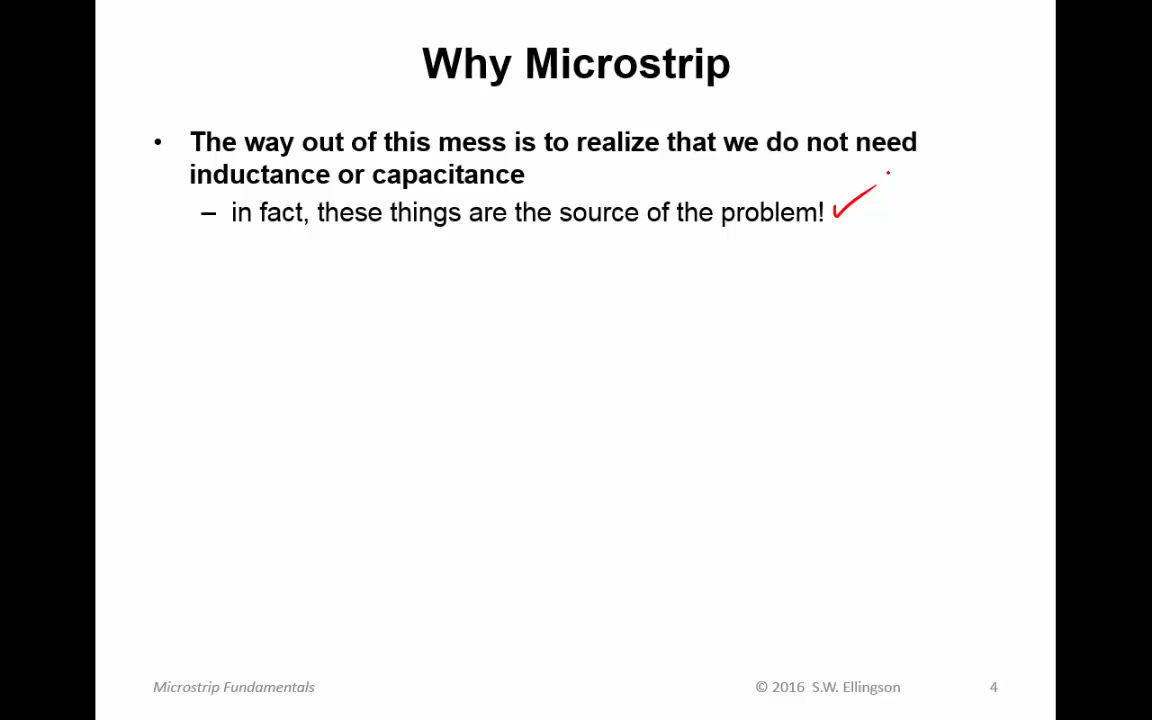 Why Microstrip
• The way out of this mess is to realize that we do not need
inductance or capacitance
– in fact, these things are the source of the problem!
Microstrip Fundamentals
© 2016 S.W. Ellingson
4